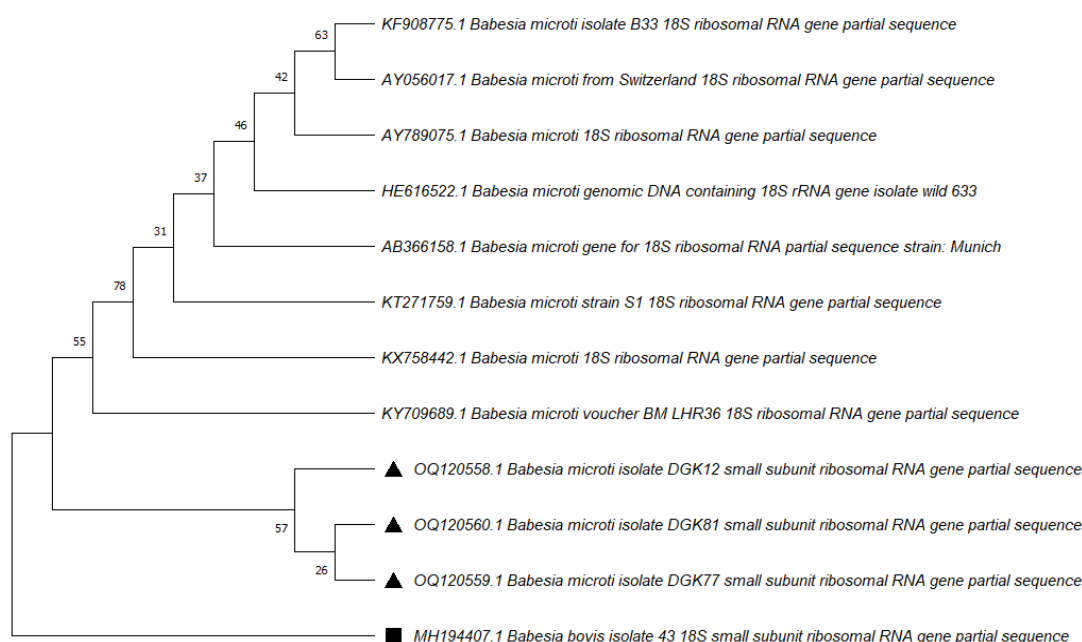 KF908775.1 Babesia microti isolate B33 18S ribosomal RNA gene partial sequence
63
AY056017.1 Babesia microti from Switzerland 18S ribosomal RNA gene partial sequence
42
AY789075.1 Babesia microti 18S ribosomal RNA gene partial sequence
46
HE616522.1 Babesia microti genomic DNA containing 18S rRNA gene isolate wild 633
37
AB366158.1 Babesia microti gene for 18S ribosomal RNA partial sequence strain: Munich
31
KT271759.1 Babesia microti strain S1 18S ribosomal RNA gene partial sequence
78
KX758442.1 Babesia microti 18S ribosomal RNA gene partial sequence
55
KY709689.1 Babesia microti voucher BM LHR36 18S ribosomal RNA gene partial sequence
OQ120558.1 Babesia microti isolate DGK12 small subunit ribosomal RNA gene partial sequence
57
OQ120560.1 Babesia microti isolate DGK81 small subunit ribosomal RNA gene partial sequence
26
OQ120559.1 Babesia microti isolate DGK77 small subunit ribosomal RNA gene partial sequence
MH194407.1 Babesia bovis isolate 43 18S small subunit ribosomal RNA gene partial sequence